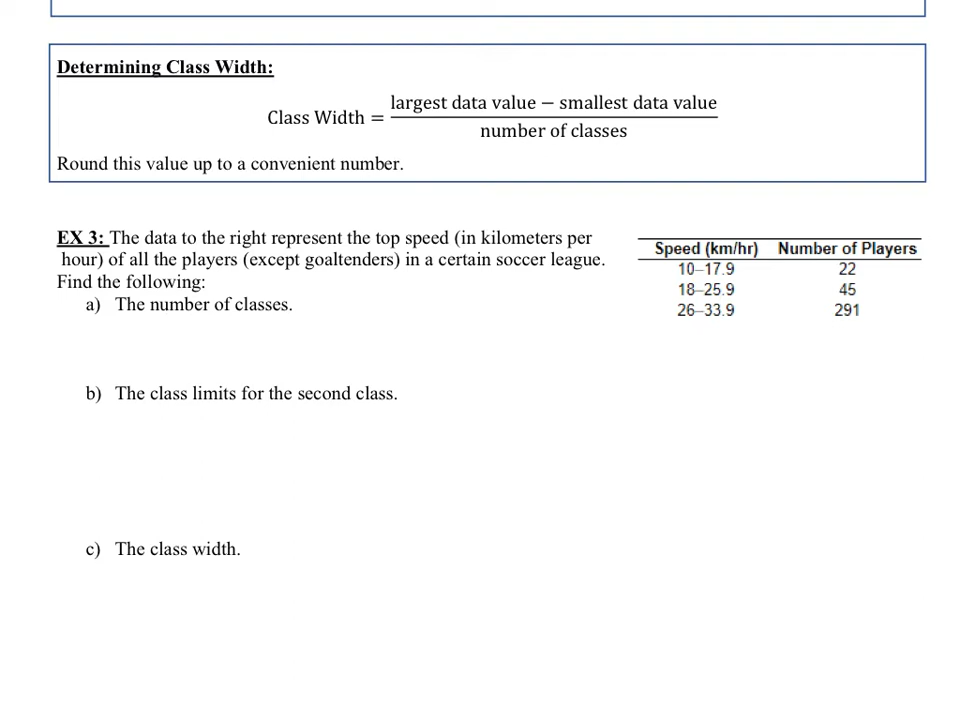 Determining Class Width:
Class Width = largest data value − smallest data value / number of classes
Round this value up to a convenient number.
EX 3: The data to the right represent the top speed (in kilometers per
hour) of all the players (except goaltenders) in a certain soccer league.
Find the following:
a) The number of classes.
Speed (km/hr) Number of Players
10–17.9 22
18–25.9 45
26–33.9 291
b) The class limits for the second class.
c) The class width.